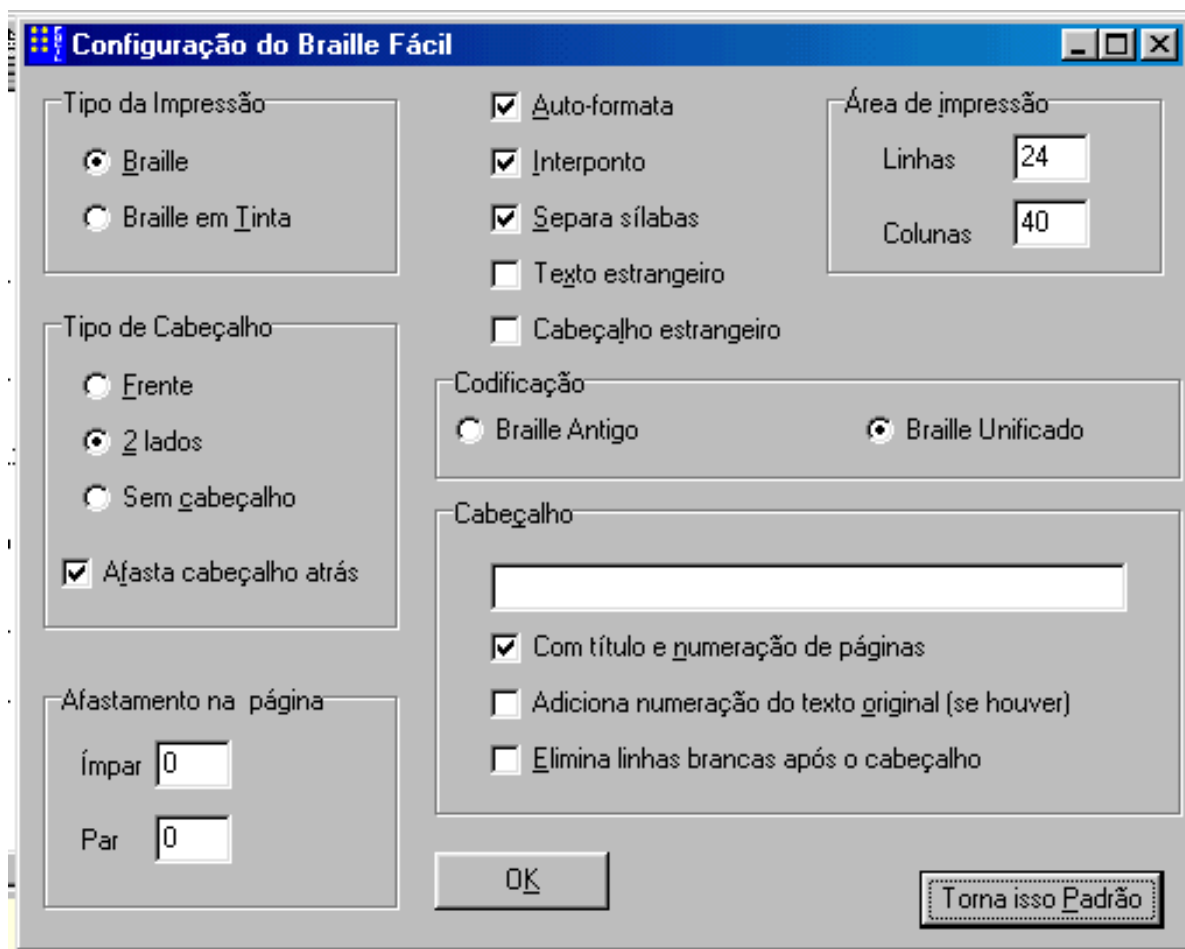 Configuração do Braille Fácil
Tipo da Impressão
Braille
Braille em Tinta
Tipo de Cabeçalho
Frente
2 lados
Sem cabeçalho
Afasta cabeçalho atrás
Afastamento na página
Ímpar 0
Par 0
Auto-formata
Interponto
Separa sílabas
Texto estrangeiro
Cabeçalho estrangeiro
Área de impressão
Linhas 24
Colunas 40
Codificação
Braille Antigo Braille Unificado
Cabeçalho
Com título e numeração de páginas
Adiciona numeração do texto original (se houver)
Elimina linhas brancas após o cabeçalho
OK
Torna isso Padrão